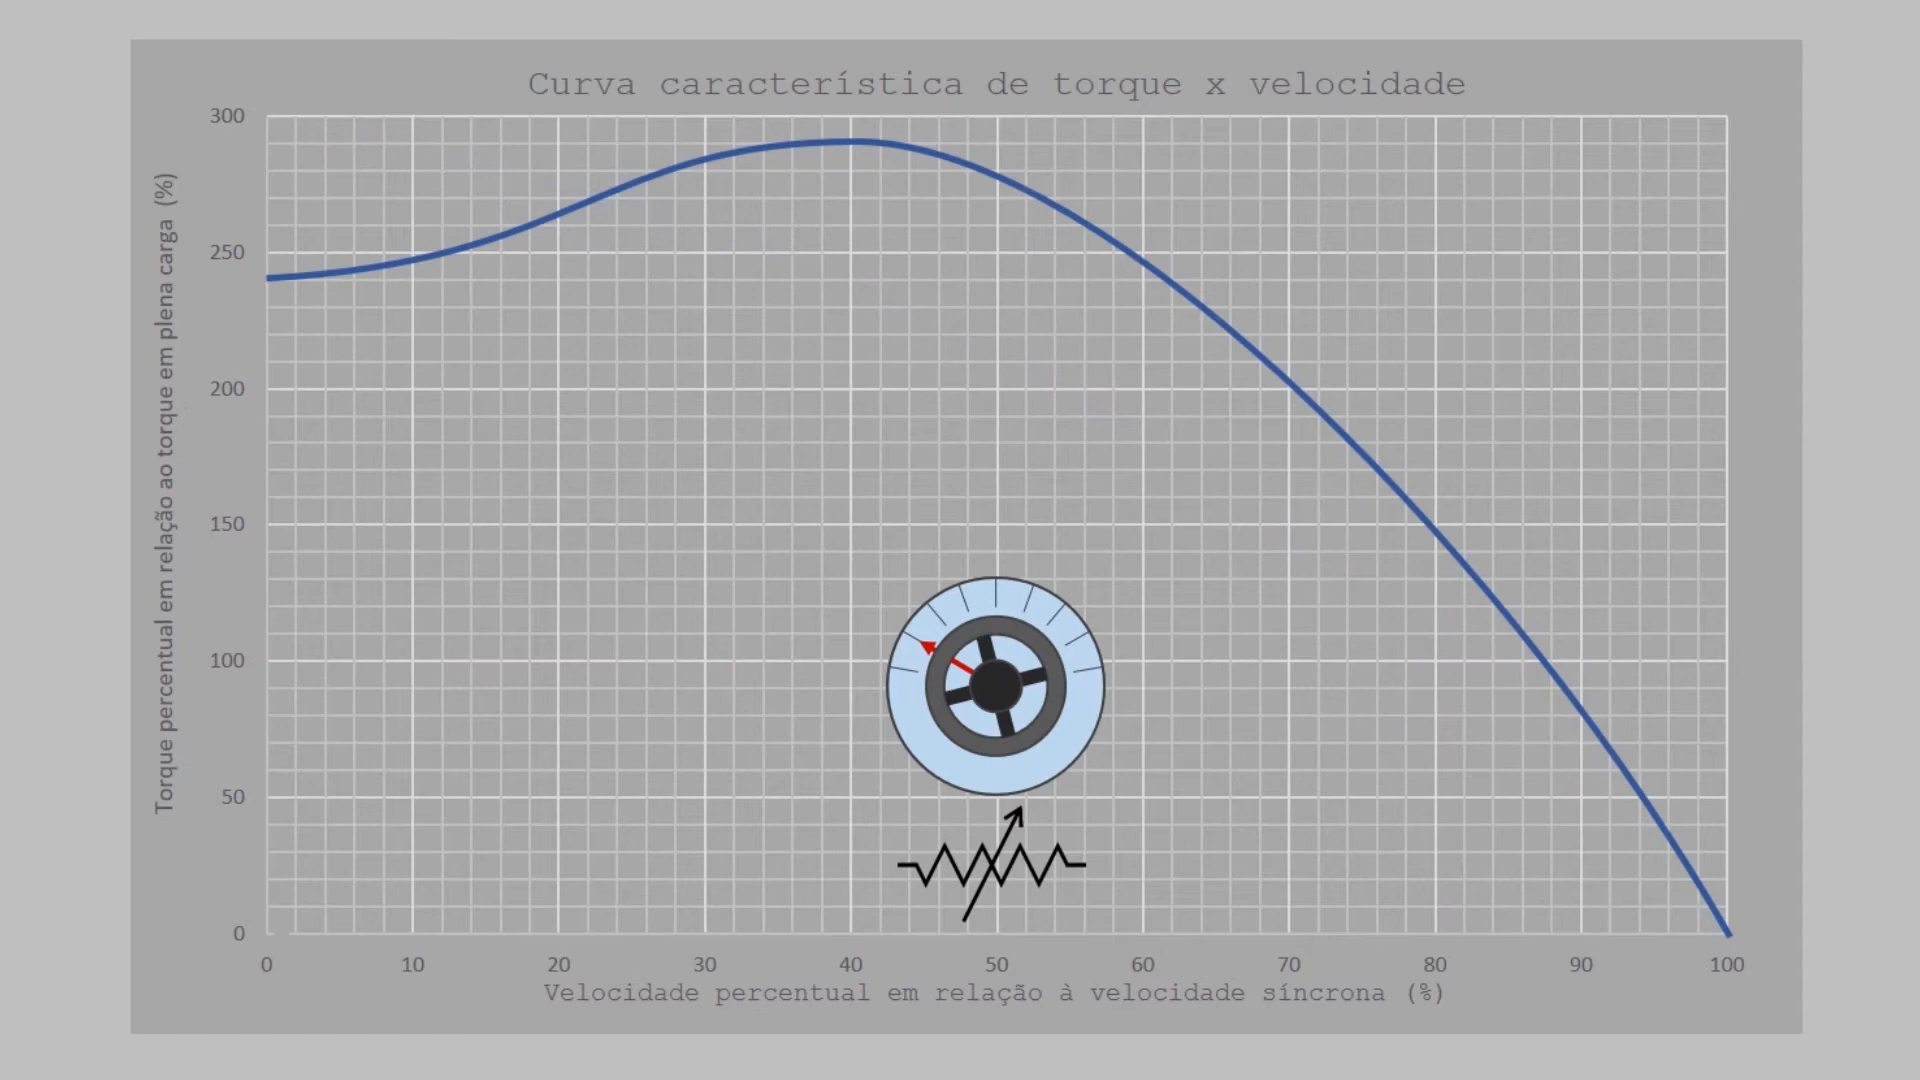 Curva característica de torque x velocidade
Torque percentual em relação ao torque em plena carga (%)
300
250
200
150
100
50
0
0 10 20 30 40 50 60 70 80 90 100
Velocidade percentual em relação à velocidade síncrona (%)